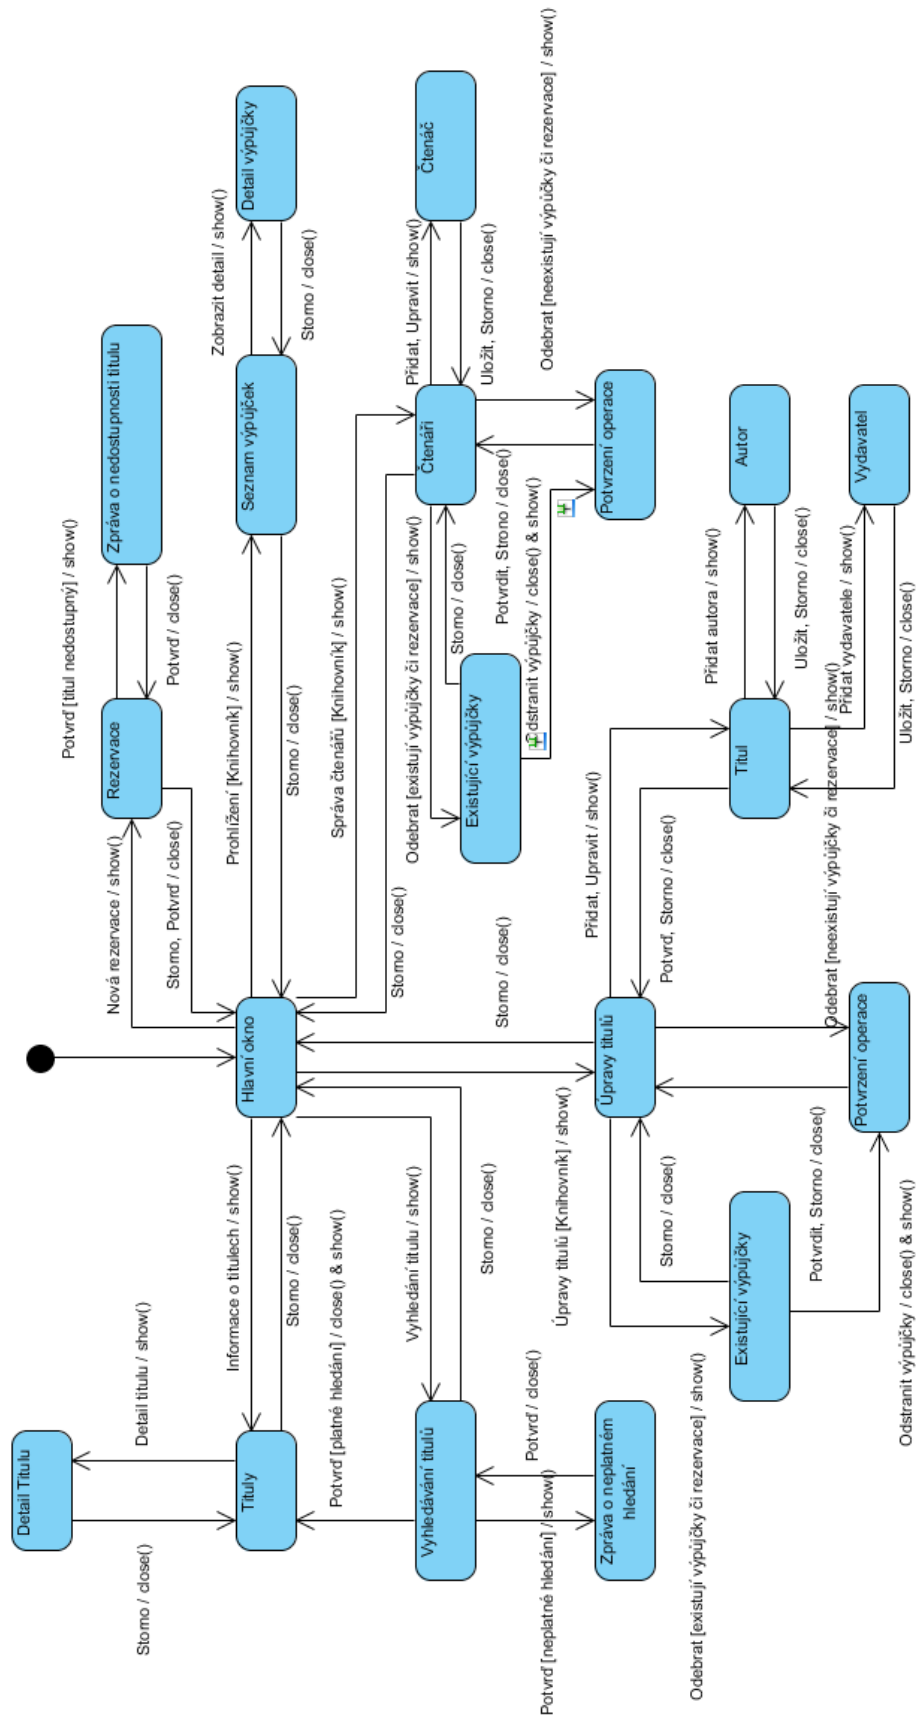 Detail Titulu
Storno / close()
Detail titulu / show()
Tituly
Informace o titulech / show()
Storno / close()
Potvrď [platné hledání] / close() & show()
Vyhledávání titulů
Vyhledání titulu / show()
Storno / close()
Potvrď [neplatné hledání] / show()
Potvrď / close()
Zpráva o neplatném
hledání
Hlavní okno
Nová rezervace / show()
Storno, Potvrď / close()
Rezervace
Potvrď [titul nedostupný] / show()
Potvrď / close()
Zpráva o nedostupnosti titulu
Prohlížení [Knihovník] / show()
Storno / close()
Seznam výpůjček
Zobrazit detail / show()
Storno / close()
Detail výpůjčky
Správa čtenářů [Knihovník] / show()
Storno / close()
Čtenáři
Přidat, Upravit / show()
Uložit, Storno / close()
Čtenáč
Odebrat [existují výpůjčky či rezervace] / show()
Storno / close()
Existující výpůjčky
Potvrdit, Strono / close()
Odstranit výpůjčky / close() & show()
Odebrat [neexistují výpůjčky či rezervace] / show()
Potvrzení operace
Storno / close()
Úpravy titulů [Knihovník] / show()
Úpravy titulů
Přidat, Upravit / show()
Potvrď, Storno / close()
Titul
Přidat autora / show()
Uložit, Storno / close()
Autor
Přidat vydavatele / show()
Uložit, Storno / close()
Vydavatel
Odebrat [existují výpůjčky či rezervace] / show()
Storno / close()
Existující výpůjčky
Potvrdit, Storno / close()
Odstranit výpůjčky / close() & show()
Odebrat [neexistují výpůjčky či rezervace] / show()
Potvrzení operace